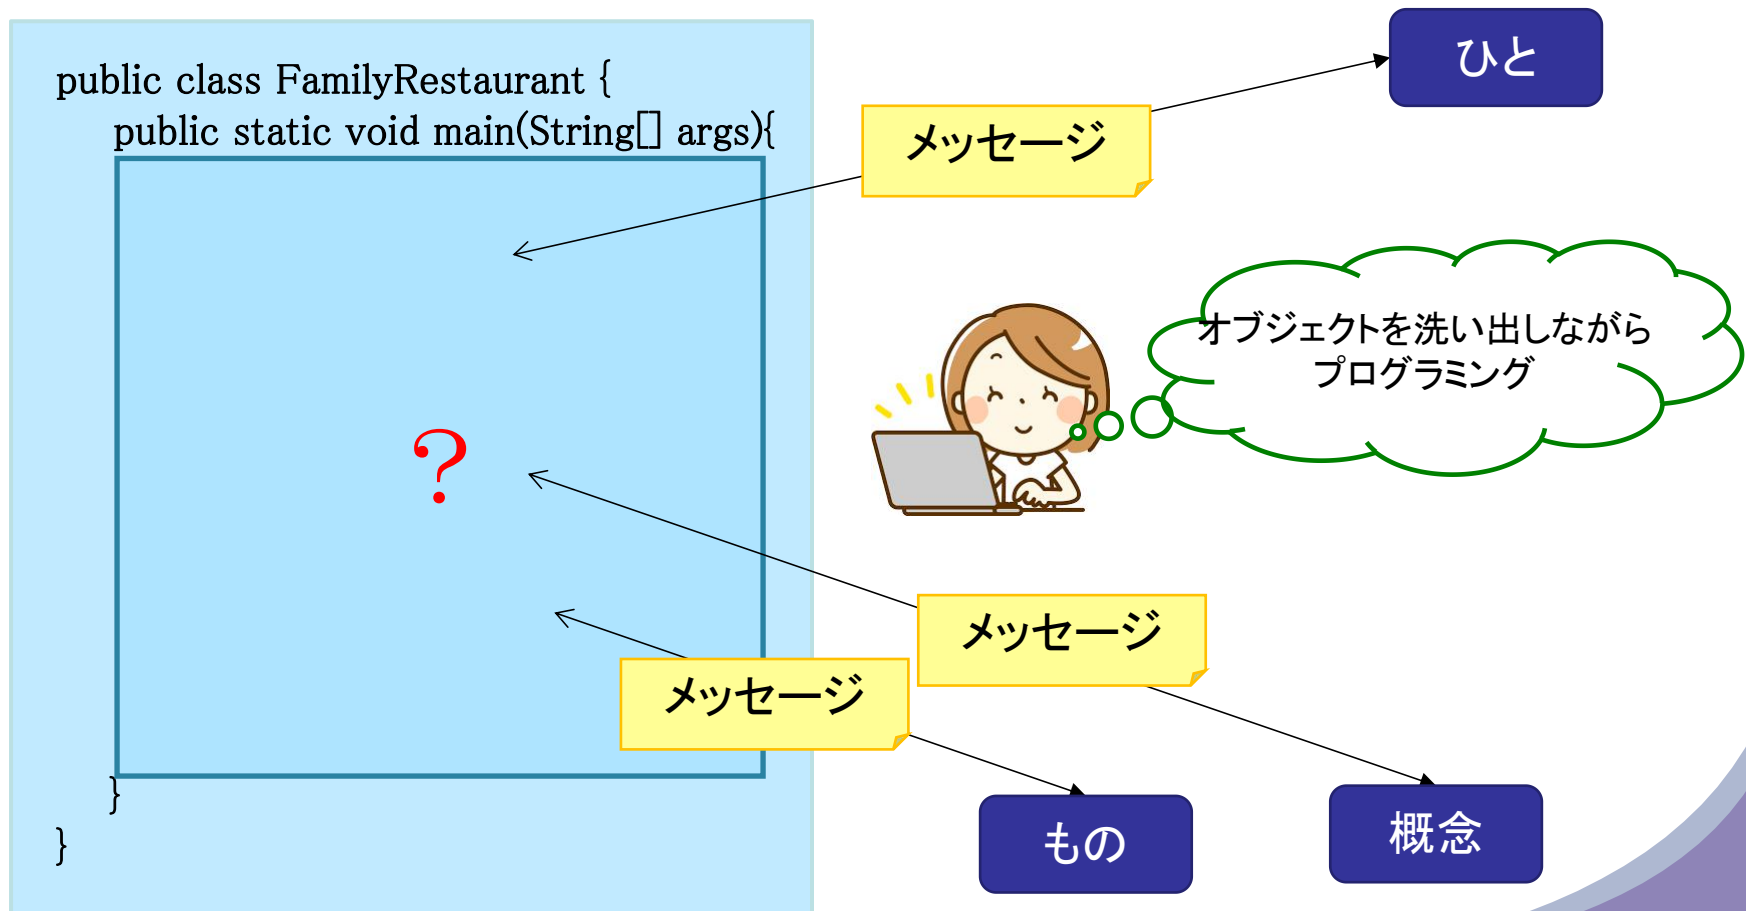 public class FamilyRestaurant {
public static void main(String[] args){
?
}
}
メッセージ
ひと
オブジェクトを洗い出しながら
プログラミング
メッセージ
メッセージ
もの
概念